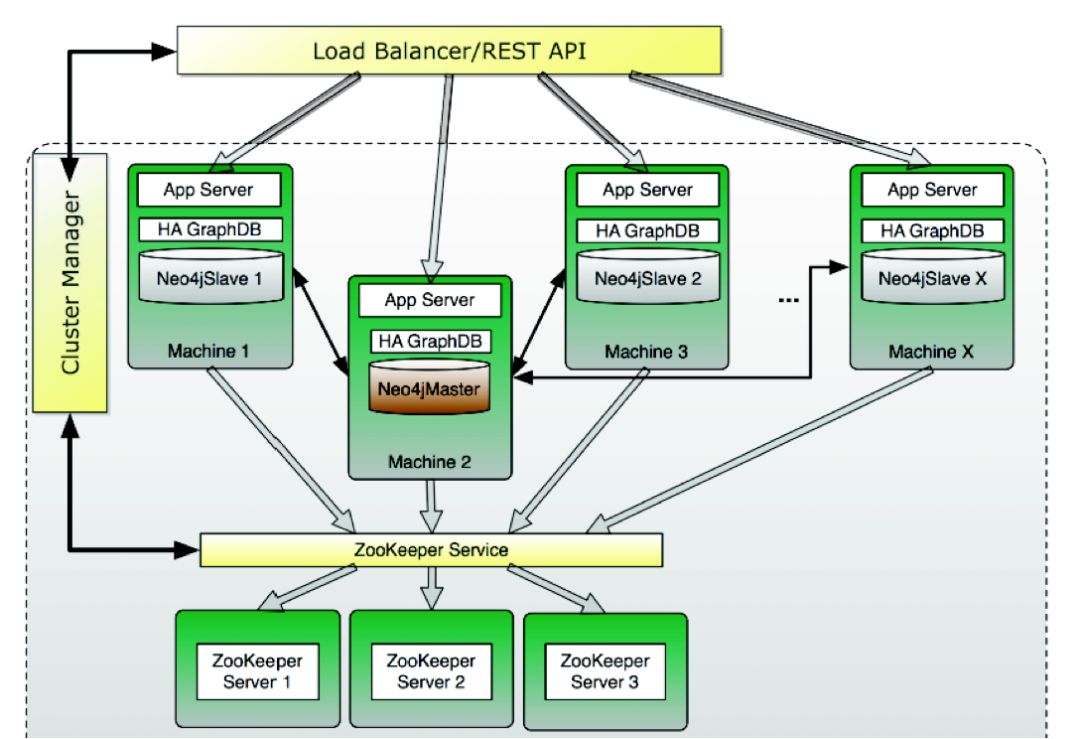 Load Balancer/REST API
Cluster Manager
App Server
HA GraphDB
Neo4jSlave 1
Machine 1
App Server
HA GraphDB
Neo4jMaster
Machine 2
App Server
HA GraphDB
Neo4jSlave 2
Machine 3
...
App Server
HA GraphDB
Neo4jSlave X
Machine X
ZooKeeper Service
ZooKeeper
Server 1
ZooKeeper
Server 2
ZooKeeper
Server 3